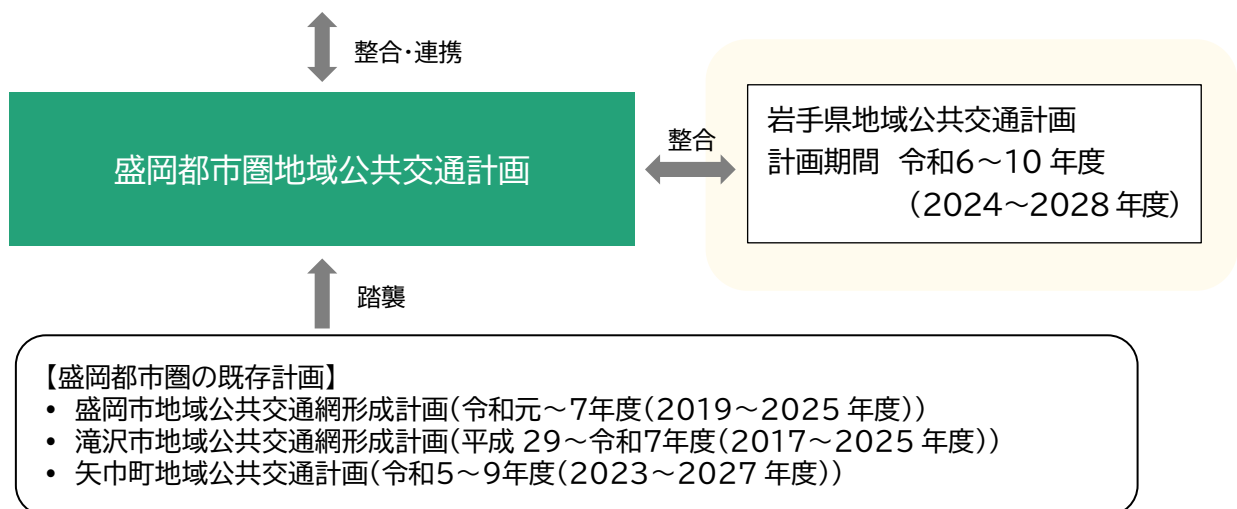 整合・連携
盛岡都市圏地域公共交通計画
整合
岩手県地域公共交通計画
計画期間 令和6～10 年度
（2024～2028 年度）
踏襲
【盛岡都市圏の既存計画】
• 盛岡市地域公共交通網形成計画(令和元～7年度(2019～2025 年度))
• 滝沢市地域公共交通網形成計画(平成 29～令和7年度(2017～2025 年度))
• 矢巾町地域公共交通計画(令和5～9年度(2023～2027 年度))